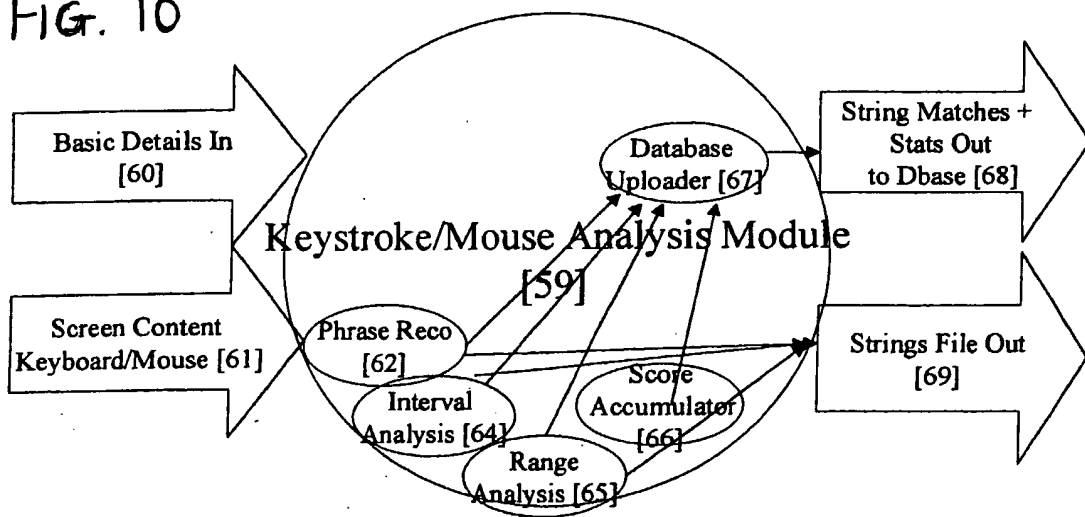 FIG. 10
Basic Details In
[60]
Screen Content
Keyboard/Mouse [61]
Keystroke/Mouse Analysis Module
[59]
Database
Uploader [67]
Phrase Reco
[62]
Interval
Analysis [64]
Range
Analysis [65]
Score
Accumulator
[66]
String Matches +
Stats Out
to Dbase [68]
Strings File Out
[69]